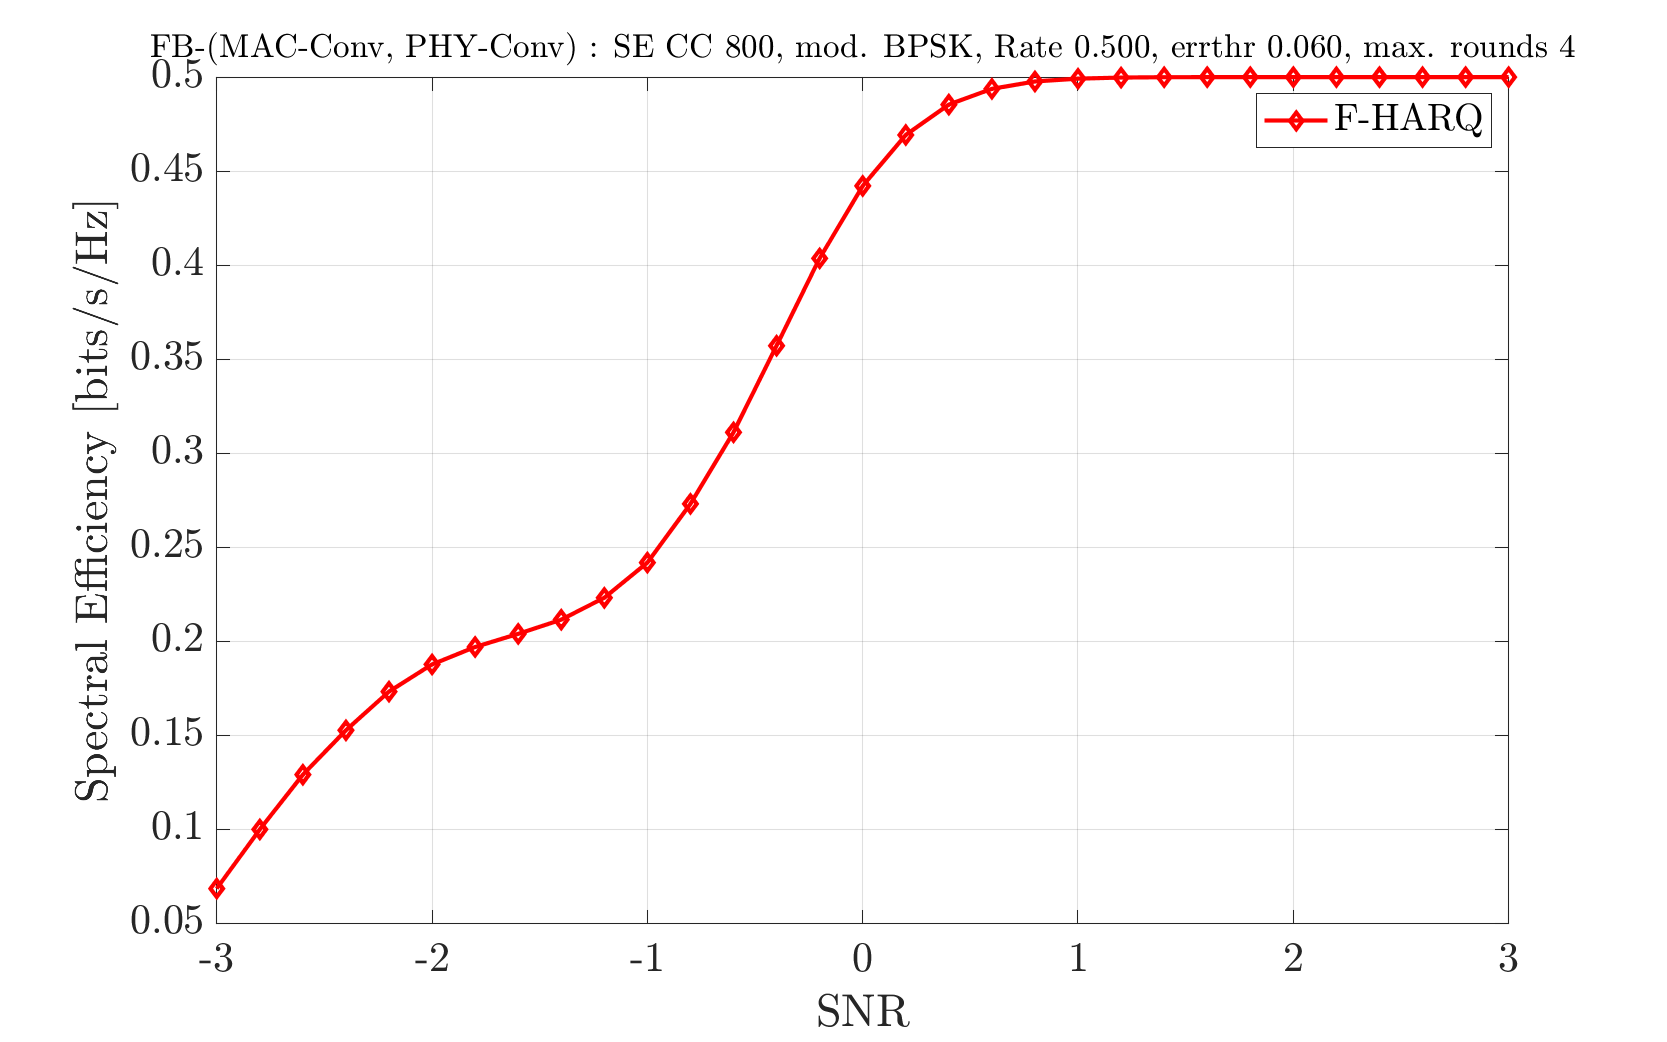 FB-(MAC-Conv, PHY-Conv) : SE CC 800, mod. BPSK, Rate 0.500, errthr 0.060, max. rounds 4
0.5
F-HARQ
0.45
0.4
0.35
0.3
0.25
0.2
0.15
0.1
0.05
Spectral Efficiency [bits/s/Hz]
-3 -2 -1 0 1 2 3
SNR